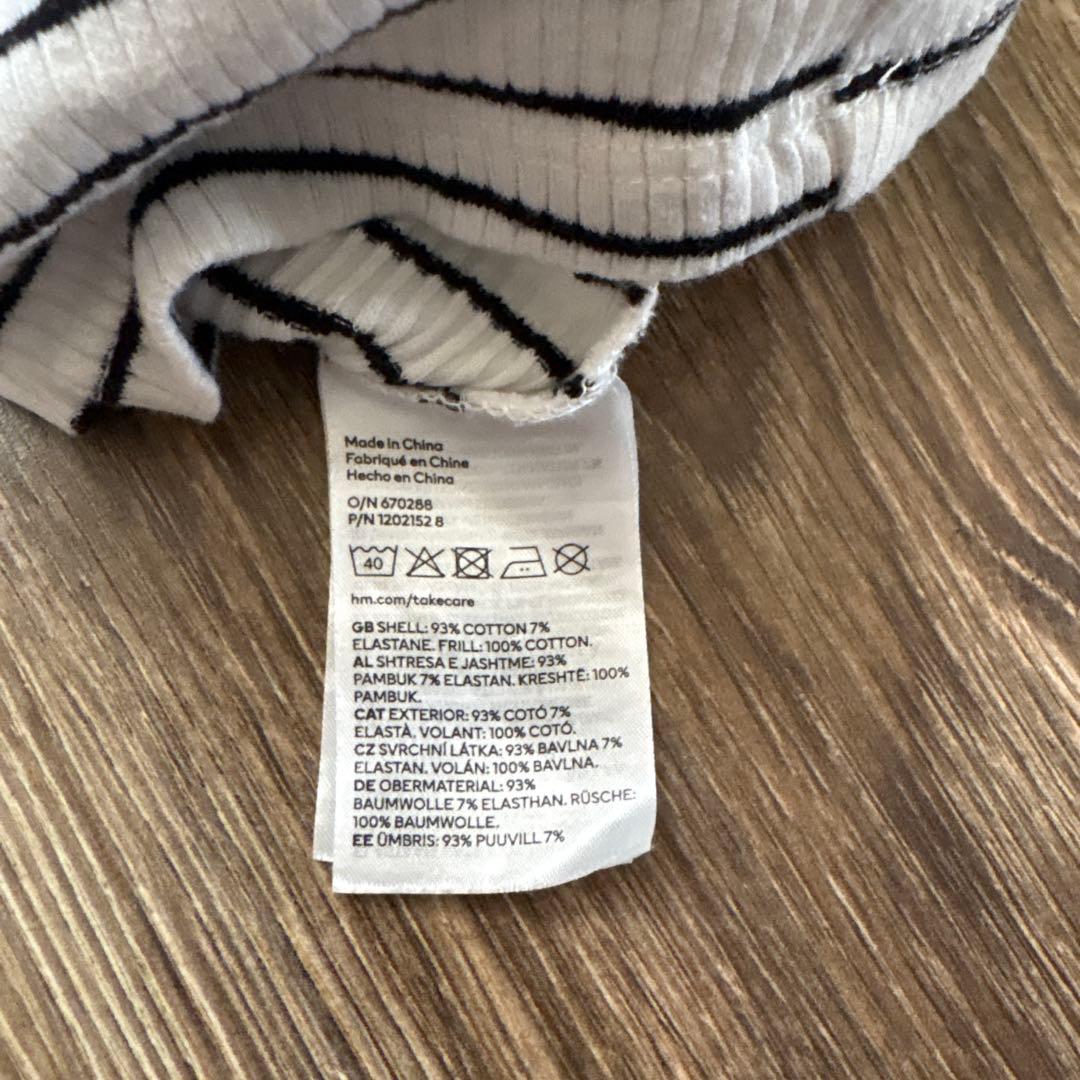 Made in China
Fabriqué en Chine
Hecho en China
O/N 670288
P/N 1202152 8
40
hm.com/takecare
GB SHELL: 93% COTTON 7%
ELASTANE. FRILL: 100% COTTON.
AL SHTRESA E JASHTME: 93%
PAMBUK 7% ELASTAN. KRESHTË: 100%
PAMBUK.
CAT EXTERIOR: 93% COTÓ 7%
ELASTÀ. VOLANT: 100% COTÓ.
CZ SVRCHNÍ LÁTKA: 93% BAVLNA 7%
ELASTAN. VOLÁN: 100% BAVLNA.
DE OBERMATERIAL: 93%
BAUMWOLLE 7% ELASTHAN. RÜSCHE:
100% BAUMWOLLE.
EE ÜMBRIS: 93% PUUVILL 7%